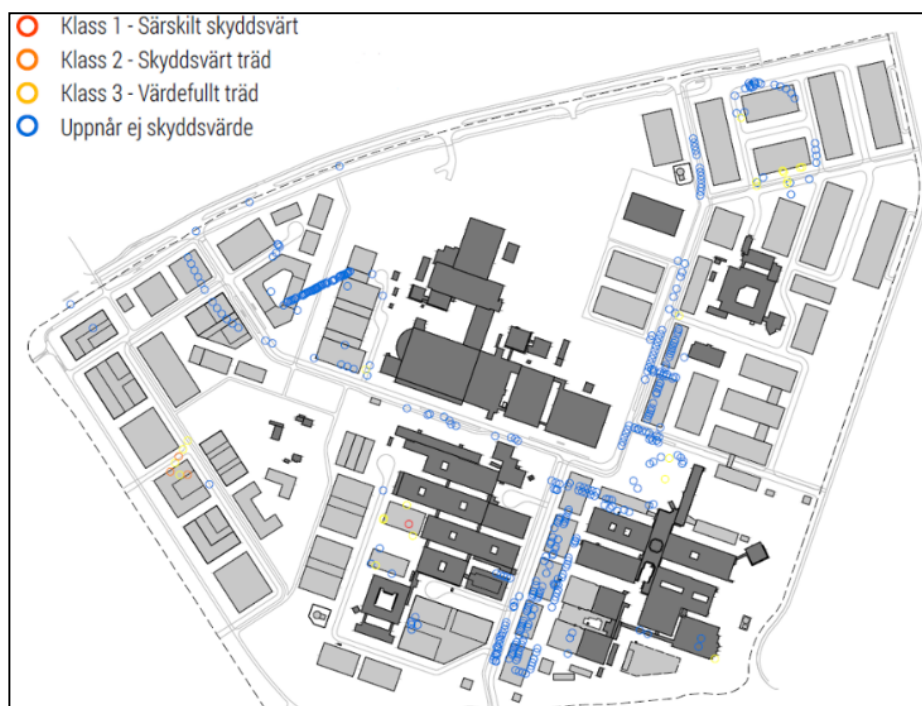 Klass 1 - Särskilt skyddsvärt
Klass 2 - Skyddsvärt träd
Klass 3 - Värdefullt träd
Uppnår ej skyddsvärde